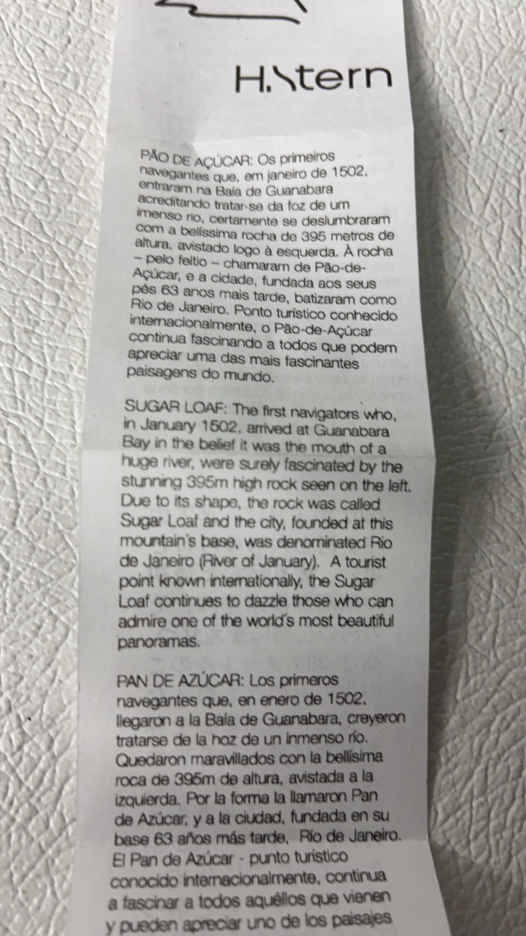 H.Stern
PÃO DE AÇÚCAR: Os primeiros
navegantes que, em janeiro de 1502,
entraram na Baía de Guanabara
acreditando tratar-se da foz de um
imenso rio, certamente se deslumbraram
com a belíssima rocha de 395 metros de
altura, avistado logo à esquerda. À rocha
– pelo feitio – chamaram de Pão-de-
Açúcar, e a cidade, fundada aos seus
pés 63 anos mais tarde, batizaram como
Rio de Janeiro. Ponto turístico conhecido
internacionalmente, o Pão-de-Açúcar
continua fascinando a todos que podem
apreciar uma das mais fascinantes
paisagens do mundo.
SUGAR LOAF: The first navigators who,
in January 1502, arrived at Guanabara
Bay in the belief it was the mouth of a
huge river, were surely fascinated by the
stunning 395m high rock seen on the left.
Due to its shape, the rock was called
Sugar Loaf and the city, founded at this
mountain's base, was denominated Rio
de Janeiro (River of January). A tourist
point known internationally, the Sugar
Loaf continues to dazzle those who can
admire one of the world's most beautiful
panoramas.
PAN DE AZÚCAR: Los primeros
navegantes que, en enero de 1502,
llegaron a la Baía de Guanabara, creyeron
tratarse de la hoz de un inmenso río.
Quedaron maravillados con la bellísima
roca de 395m de altura, avistada a la
izquierda. Por la forma la llamaron Pan
de Azúcar, y a la ciudad, fundada en su
base 63 años más tarde, Río de Janeiro.
El Pan de Azúcar - punto turístico
conocido internacionalmente, continua
a fascinar a todos aquéllos que vienen
y pueden apreciar uno de los paisajes